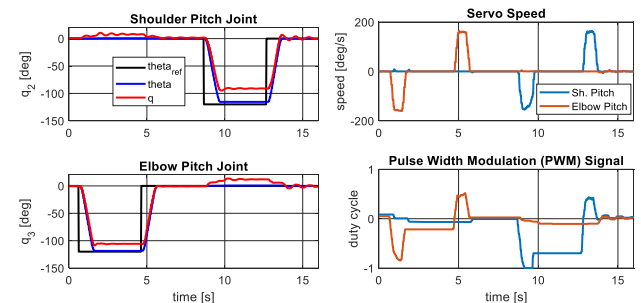 Shoulder Pitch Joint
0
-50
-100
-150
q2 [deg]
thetaref
theta
q
0 5 10 15
Servo Speed
200
0
-200
speed [deg/s]
Sh. Pitch
Elbow Pitch
0 5 10 15
Elbow Pitch Joint
0
-50
-100
-150
q3 [deg]
0 5 10 15
time [s]
Pulse Width Modulation (PWM) Signal
1
0
-1
duty cycle
0 5 10 15
time [s]